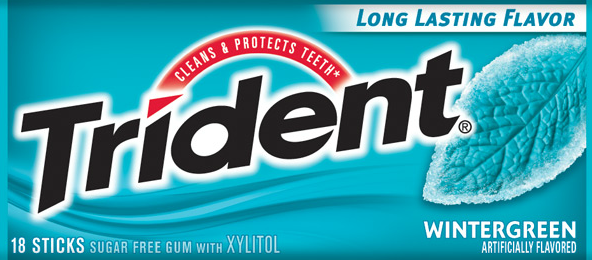 LONG LASTING FLAVOR
CLEANS & PROTECTS TEETH*
Trident®
WINTERGREEN
ARTIFICIALLY FLAVORED
18 STICKS SUGAR FREE GUM WITH XYLITOL